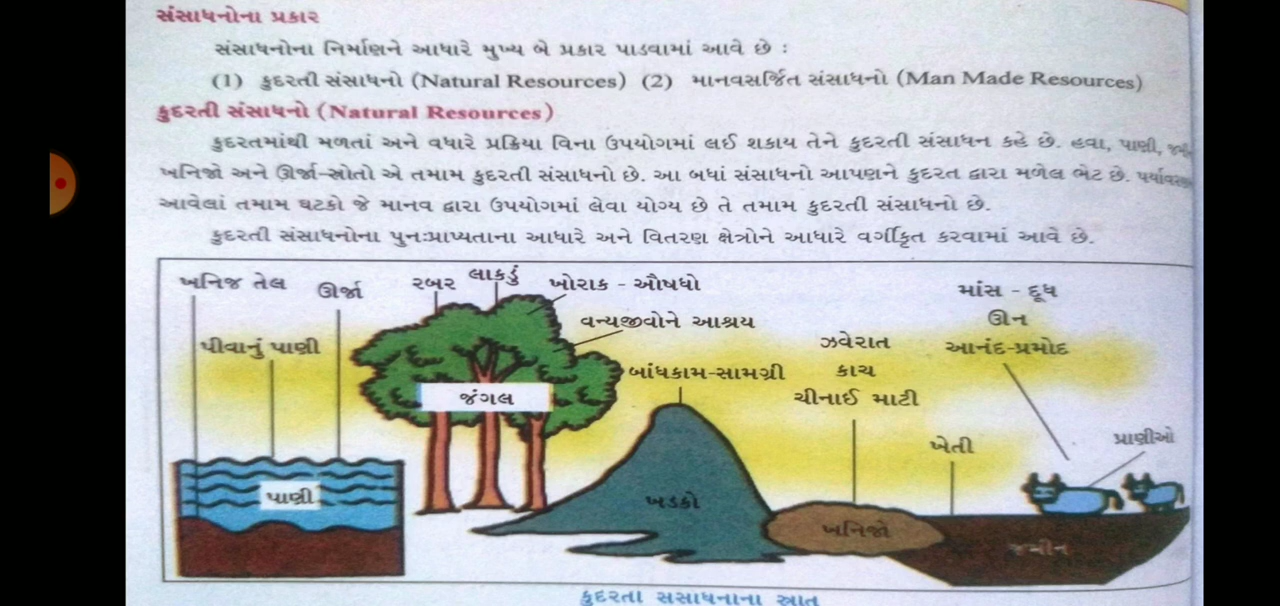 સંસાધનોના પ્રકાર
સંસાધનોના નિર્માણને આધારે મુખ્ય બે પ્રકાર પાડવામાં આવે છે :
(1) કુદરતી સંસાધનો (Natural Resources) (2) માનવસર્જિત સંસાધનો (Man Made Resources)
કુદરતી સંસાધનો (Natural Resources)
કુદરતમાંથી મળતાં અને વધારે પ્રક્રિયા વિના ઉપયોગમાં લઈ શકાય તેને કુદરતી સંસાધન કહે છે. હવા, પાણી,
ખનિજો અને ઊર્જા-સ્રોતો એ તમામ કુદરતી સંસાધનો છે. આ બધાં સંસાધનો આપણને કુદરત દ્વારા મળેલ ભેટ છે.
આવેલાં તમામ ઘટકો જે માનવ દ્વારા ઉપયોગમાં લેવા યોગ્ય છે તે તમામ કુદરતી સંસાધનો છે.
કુદરતી સંસાધનોના પુનઃપ્રાપ્યતાના આધારે અને વિતરણ ક્ષેત્રોને આધારે વર્ગીકૃત કરવામાં આવે છે.
ખનિજ તેલ ઊર્જા રબર લાકડું ખોરાક - ઔષધો માંસ - દૂધ
વન્યજીવોને આશ્રય ઊન
પીવાનું પાણી ઝવેરાત આનંદ-પ્રમોદ
બાંધકામ-સામગ્રી કાચ
જંગલ ચીનાઈ માટી
ખેતી પ્રાણીઓ
પાણી ખડકો
ખનિજો જમીન